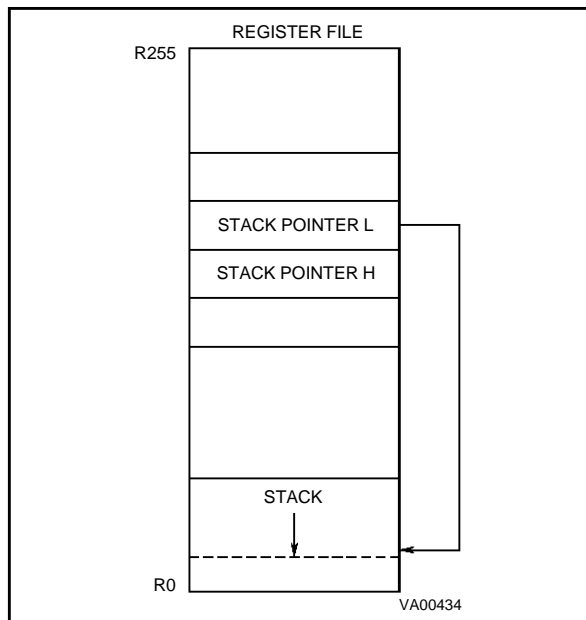 REGISTER FILE
R255
STACK POINTER L
STACK POINTER H
STACK
R0
VA00434